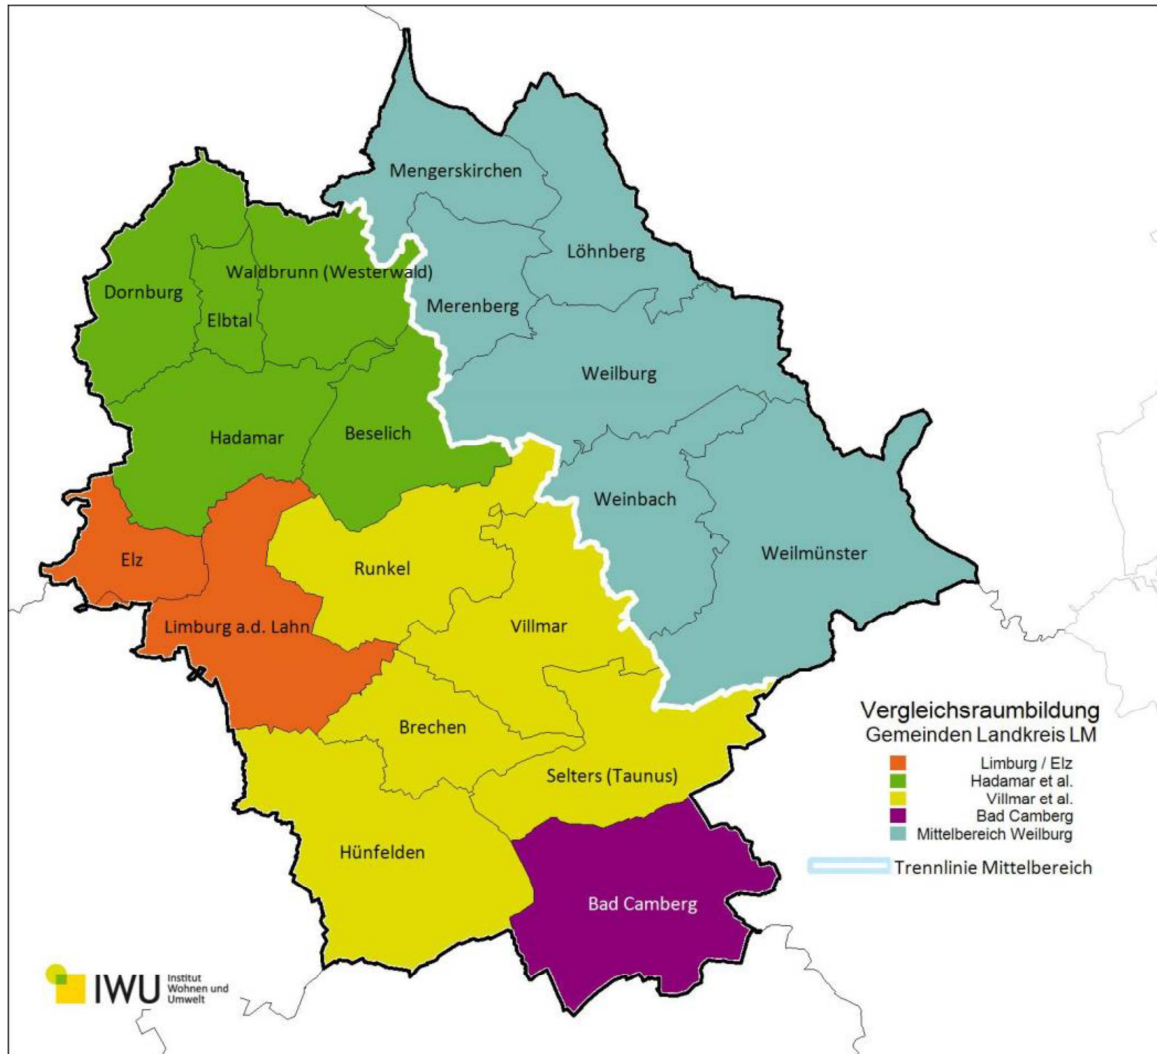 Mengerskirchen
Löhnberg
Waldbrunn (Westerwald)
Dornburg
Merenberg
Elbtal
Weilburg
Hadamar
Beselich
Weinbach
Weilmünster
Elz
Runkel
Limburg a.d. Lahn
Villmar
Brechen
Selters (Taunus)
Hünfelden
Bad Camberg
Vergleichsraumbildung
Gemeinden Landkreis LM
Limburg / Elz
Hadamar et al.
Villmar et al.
Bad Camberg
Mittelbereich Weilburg
Trennlinie Mittelbereich
IWU
Institut
Wohnen und
Umwelt